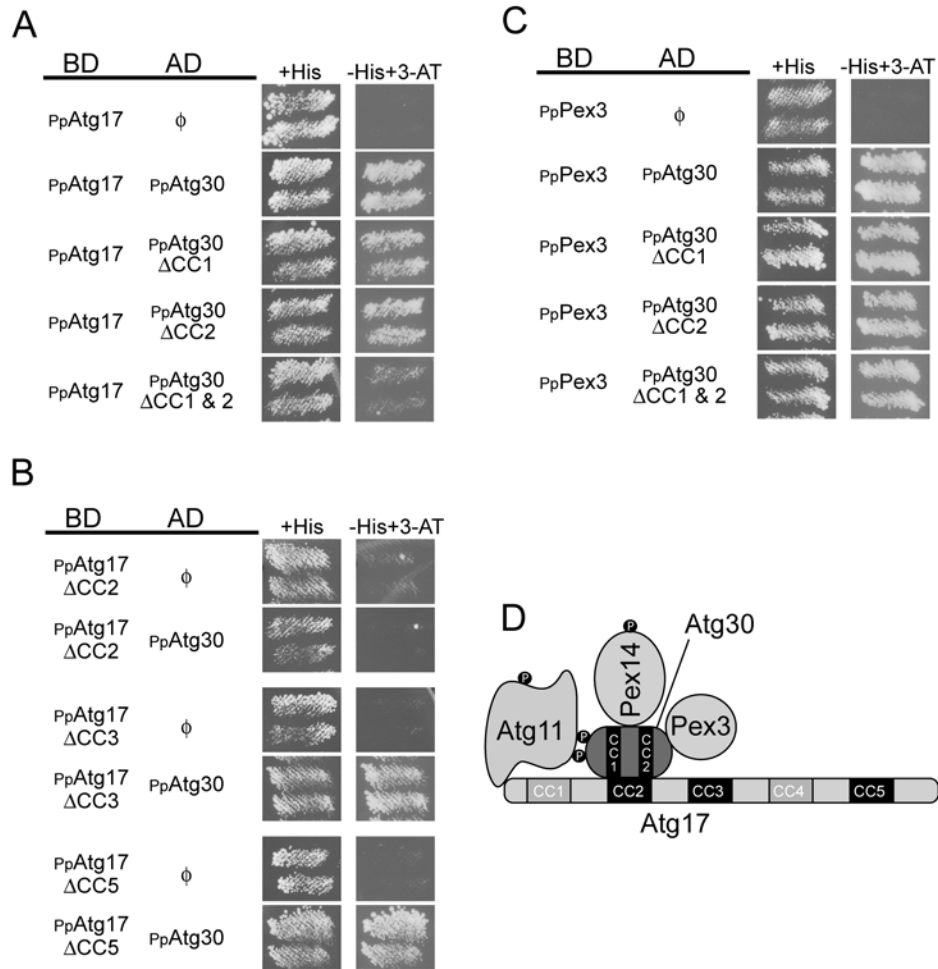 A
BD AD +His -His+3-AT
PpAtg17 ϕ
PpAtg17 PpAtg30
PpAtg17 PpAtg30 ΔCC1
PpAtg17 PpAtg30 ΔCC2
PpAtg17 PpAtg30 ΔCC1 & 2
B
BD AD +His -His+3-AT
PpAtg17 ΔCC2 ϕ
PpAtg17 ΔCC2 PpAtg30
PpAtg17 ΔCC3 ϕ
PpAtg17 ΔCC3 PpAtg30
PpAtg17 ΔCC5 ϕ
PpAtg17 ΔCC5 PpAtg30
C
BD AD +His -His+3-AT
PpPex3 ϕ
PpPex3 PpAtg30
PpPex3 PpAtg30 ΔCC1
PpPex3 PpAtg30 ΔCC2
PpPex3 PpAtg30 ΔCC1 & 2
D
Atg30
P
Pex14
P
Atg11
Pex3
P
P
CC1 CC2
CC1 CC2 CC3 CC4 CC5
Atg17